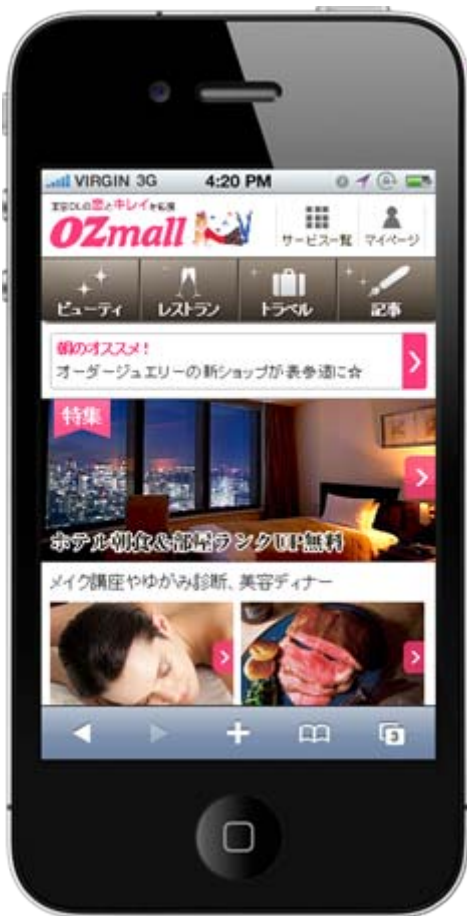 VIRGIN 3G 4:20 PM
東京OLの恋とキレイを応援
OZmall
サービス一覧 マイページ
ビューティ レストラン トラベル 記事
朝のオススメ!
オーダージュエリーの新ショップが表参道に☆
特集
ホテル朝食&部屋ランクUP無料
メイク講座やゆがみ診断、美容ディナー
3